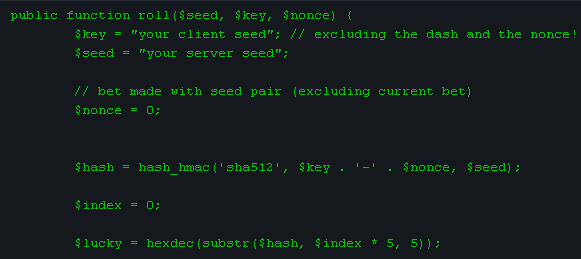 public function roll($seed, $key, $nonce) {
$key = "your client seed"; // excluding the dash and the nonce!
$seed = "your server seed";
// bet made with seed pair (excluding current bet)
$nonce = 0;
$hash = hash_hmac('sha512', $key . '-' . $nonce, $seed);
$index = 0;
$lucky = hexdec(substr($hash, $index * 5, 5));